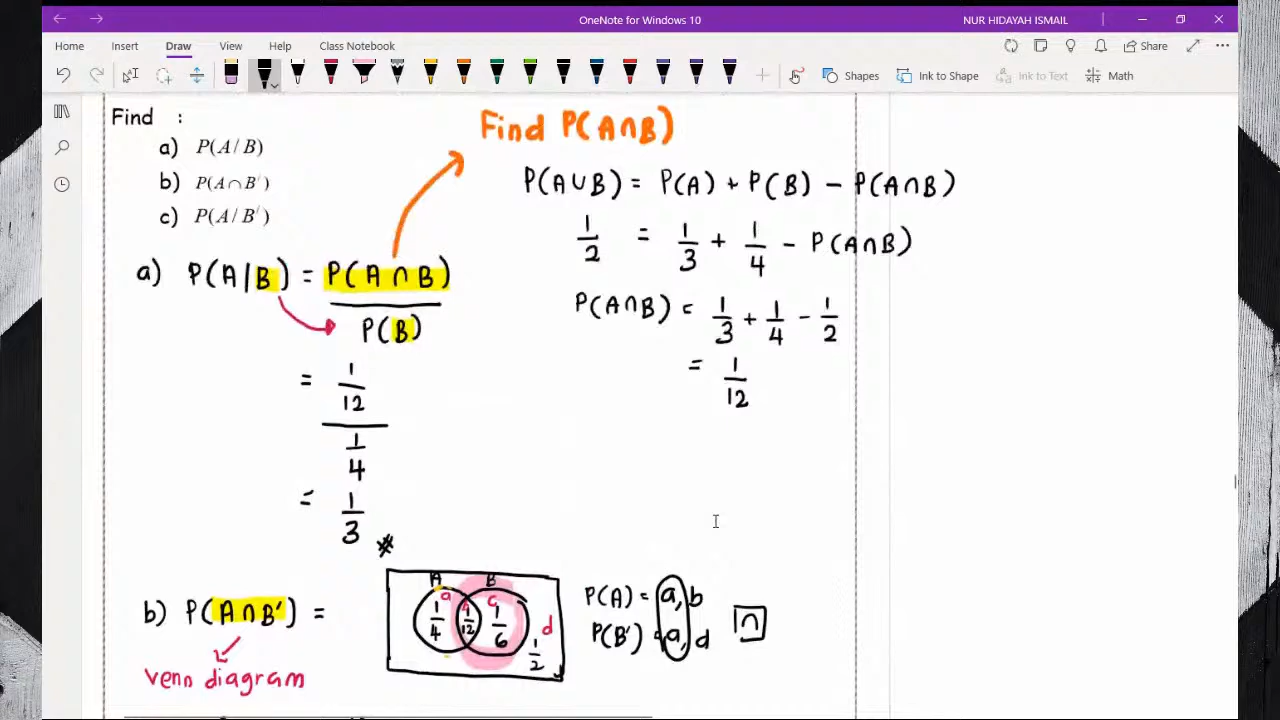 OneNote for Windows 10
NUR HIDAYAH ISMAIL
Home Insert Draw View Help Class Notebook
Share
Shapes Ink to Shape Ink to Text Math
Find :
a) P(A/B)
b) P(A∩B')
c) P(A/B')
Find P(A∩B)
P(A∪B) = P(A) + P(B) - P(A∩B)
1/2 = 1/3 + 1/4 - P(A∩B)
P(A∩B) = 1/3 + 1/4 - 1/2
= 1/12
a) P(A|B) = P(A∩B)
P(B)
= 1/12
1/4
= 1/3 *
b) P(A∩B') =
venn diagram
A B
a b c
1/4 1/12 1/6 d
1/2
P(A) = a, b
P(B') = a, d
∩